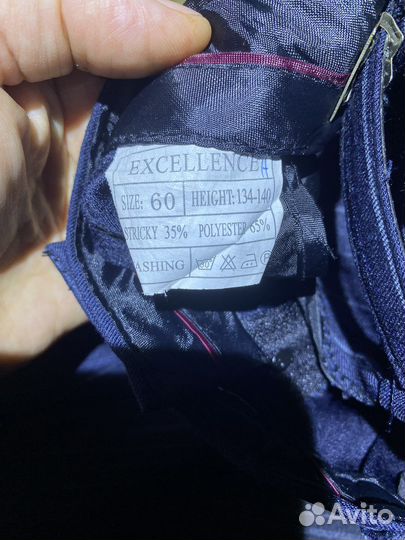 EXCELLENCE
SIZE: 60 HEIGHT: 134-140
STRICKY 35% POLYESTER 65%
ASHING
Avito